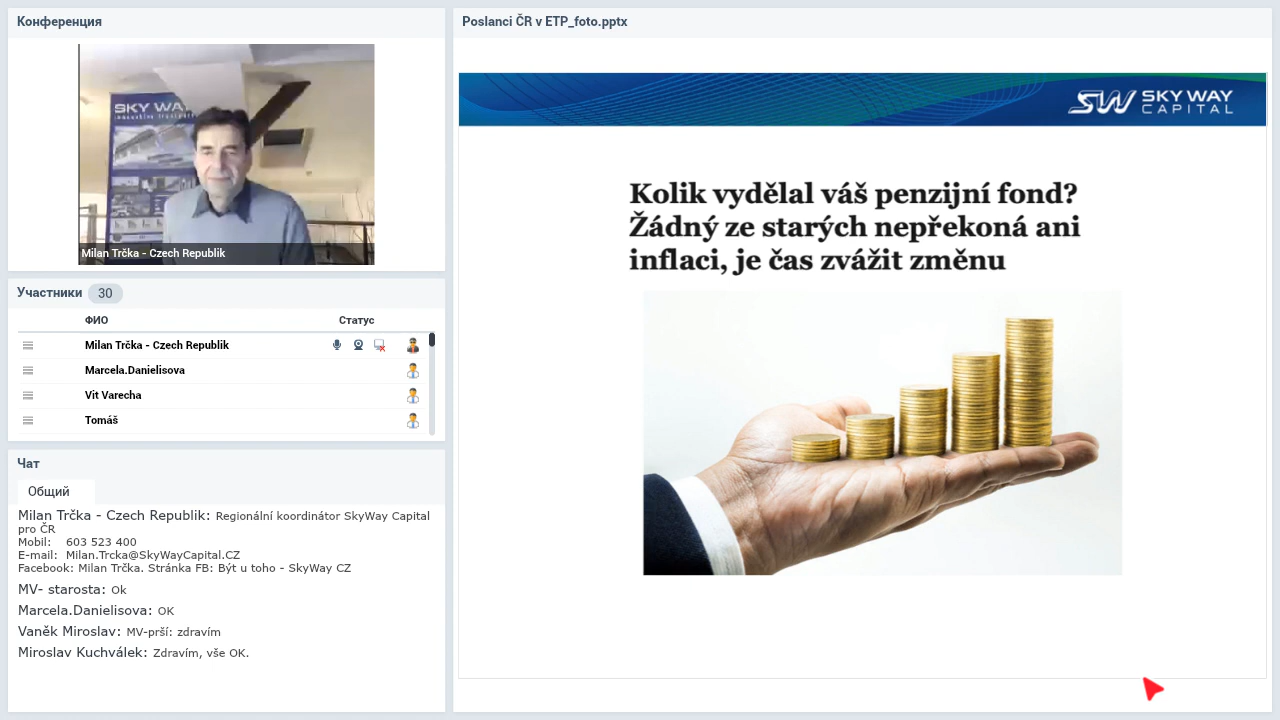 Конференция
SKY WA
Milan Trčka - Czech Republik
Участники 30
ФИО Статус
Milan Trčka - Czech Republik
Marcela.Danielisova
Vit Varecha
Tomáš
Чат
Общий
Milan Trčka - Czech Republik: Regionální koordinátor SkyWay Capital
pro ČR
Mobil: 603 523 400
E-mail: Milan.Trcka@SkyWayCapital.CZ
Facebook: Milan Trčka. Stránka FB: Být u toho - SkyWay CZ
MV- starosta: Ok
Marcela.Danielisova: OK
Vaněk Miroslav: MV-prší: zdravím
Miroslav Kuchválek: Zdravím, vše OK.
Poslanci ČR v ETP_foto.pptx
SW SKY WAY
CAPITAL
Kolik vydělal váš penzijní fond?
Žádný ze starých nepřekoná ani
inflaci, je čas zvážit změnu